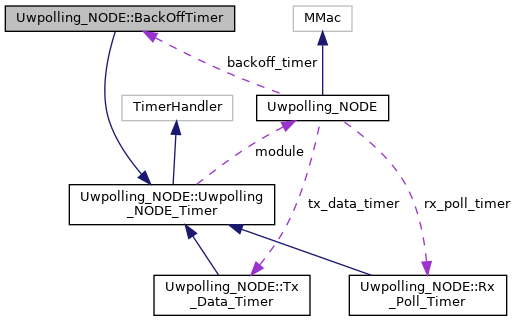 Uwpolling_NODE::BackOffTimer
MMac
backoff_timer
TimerHandler
Uwpolling_NODE
module
Uwpolling_NODE::Uwpolling
_NODE_Timer
tx_data_timer
rx_poll_timer
Uwpolling_NODE::Tx
_Data_Timer
Uwpolling_NODE::Rx
_Poll_Timer